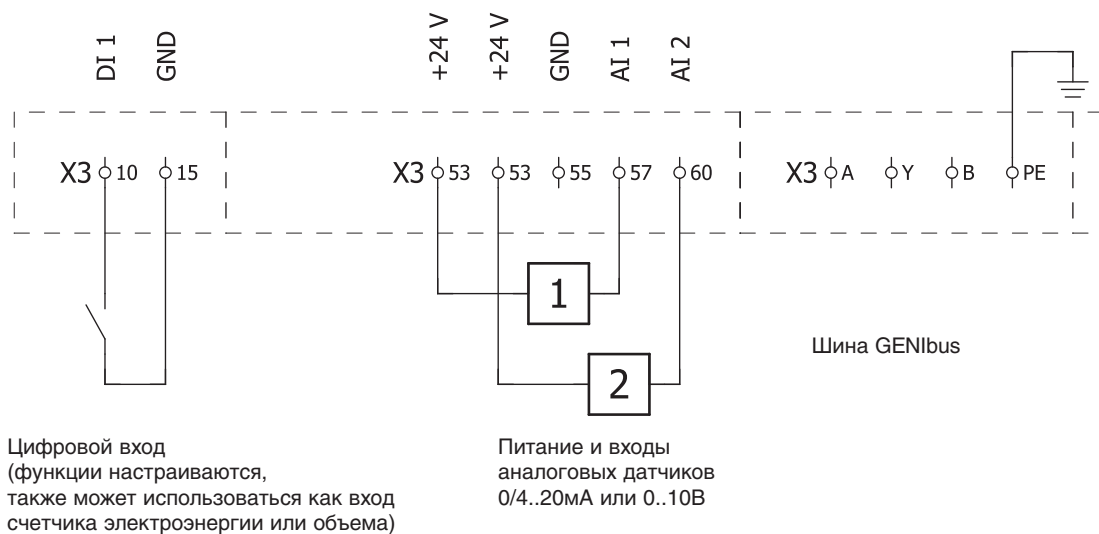 DI 1 GND +24 V +24 V GND AI 1 AI 2
X3 10 15 X3 53 53 55 57 60 X3 A Y B PE
1
2
Шина GENIbus
Цифровой вход
(функции настраиваются,
также может использоваться как вход
счетчика электроэнергии или объема)
Питание и входы
аналоговых датчиков
0/4..20мА или 0..10В